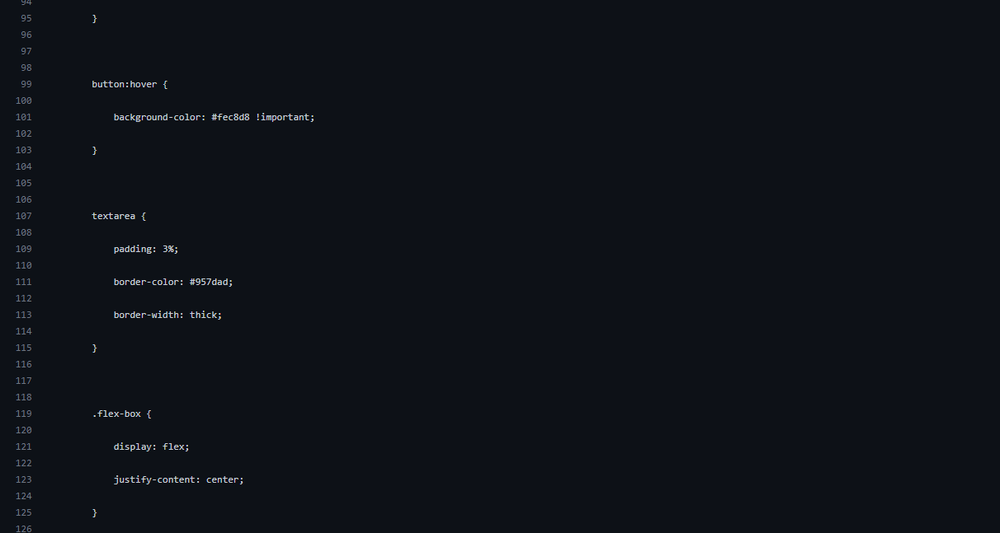 94
95 }
96
97
98
99 button:hover {
100
101 background-color: #fec8d8 !important;
102
103 }
104
105
106
107 textarea {
108
109 padding: 3%;
110
111 border-color: #957dad;
112
113 border-width: thick;
114
115 }
116
117
118
119 .flex-box {
120
121 display: flex;
122
123 justify-content: center;
124
125 }
126